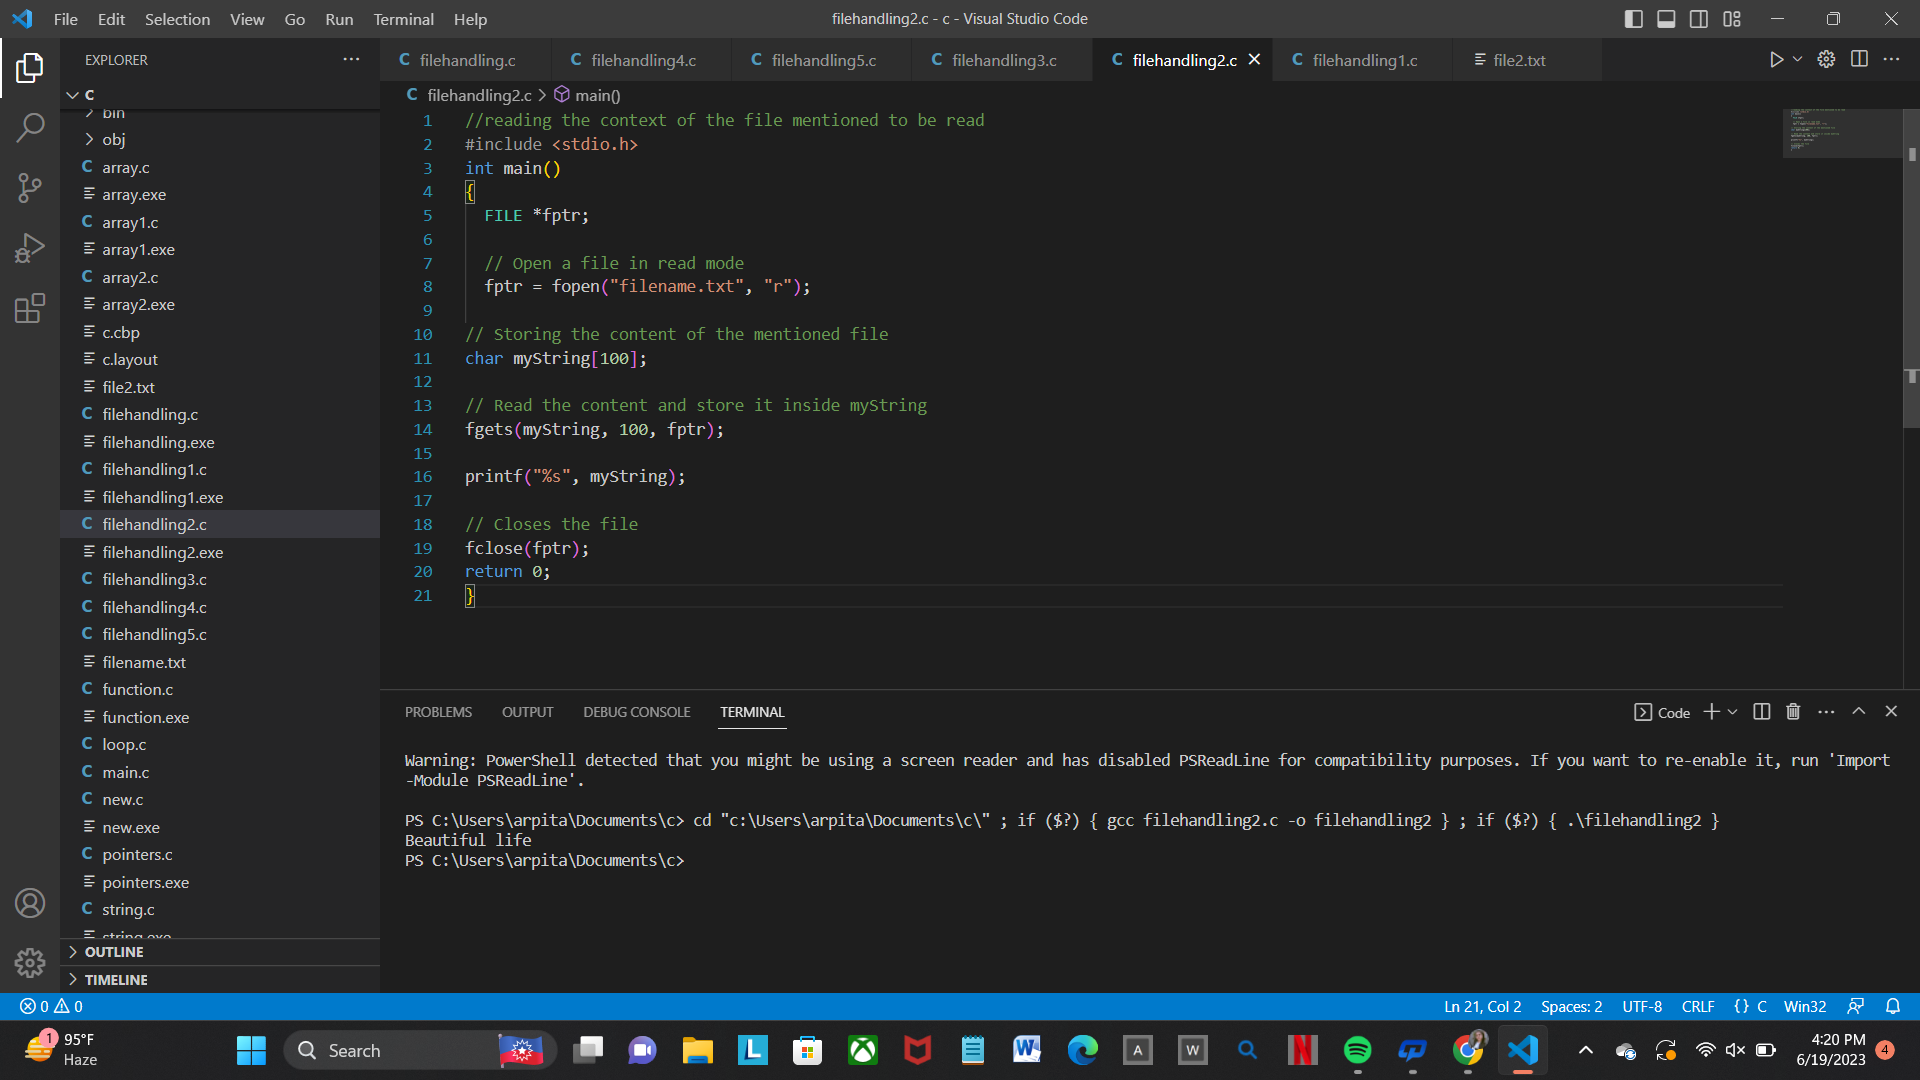 File Edit Selection View Go Run Terminal Help
filehandling2.c - c - Visual Studio Code
EXPLORER
C
bin
obj
array.c
array.exe
array1.c
array1.exe
array2.c
array2.exe
c.cbp
c.layout
file2.txt
filehandling.c
filehandling.exe
filehandling1.c
filehandling1.exe
filehandling2.c
filehandling2.exe
filehandling3.c
filehandling4.c
filehandling5.c
filename.txt
function.c
function.exe
loop.c
main.c
new.c
new.exe
pointers.c
pointers.exe
string.c
string.exe
OUTLINE
TIMELINE
C filehandling.c C filehandling4.c C filehandling5.c C filehandling3.c C filehandling2.c C filehandling1.c file2.txt
C filehandling2.c > main()
1 //reading the context of the file mentioned to be read
2 #include <stdio.h>
3 int main()
4 {
5 FILE *fptr;
6
7 // Open a file in read mode
8 fptr = fopen("filename.txt", "r");
9
10 // Storing the content of the mentioned file
11 char myString[100];
12
13 // Read the content and store it inside myString
14 fgets(myString, 100, fptr);
15
16 printf("%s", myString);
17
18 // Closes the file
19 fclose(fptr);
20 return 0;
21 }
PROBLEMS OUTPUT DEBUG CONSOLE TERMINAL
Code
Warning: PowerShell detected that you might be using a screen reader and has disabled PSReadLine for compatibility purposes. If you want to re-enable it, run 'Import
-Module PSReadLine'.
PS C:\Users\arpita\Documents\c> cd "c:\Users\arpita\Documents\c\" ; if ($?) { gcc filehandling2.c -o filehandling2 } ; if ($?) { .\filehandling2 }
Beautiful life
PS C:\Users\arpita\Documents\c>
0 0
Ln 21, Col 2 Spaces: 2 UTF-8 CRLF {} C Win32
1
95°F
Haze
Search
L
W
A
W
N
4:20 PM
6/19/2023
4